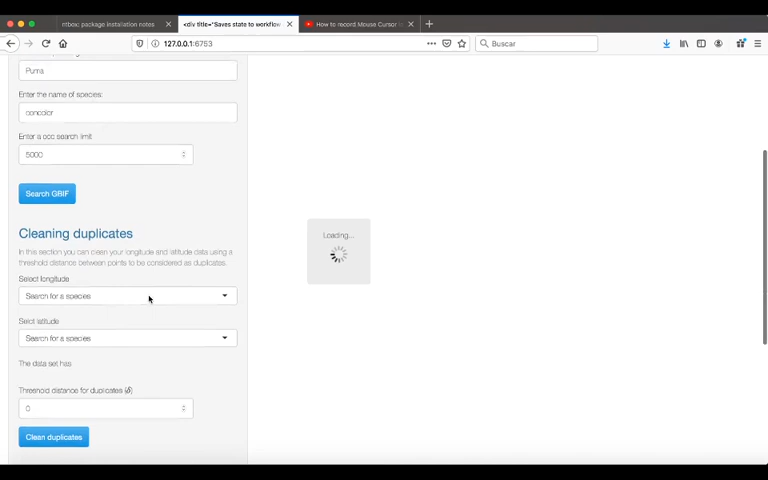 ntbox: package installation notes
<div title="Saves state to workflow
How to record Mouse Cursor i
127.0.0.1:6753
Buscar
Puma
Enter the name of species:
concolor
Enter a occ search limit
5000
Search GBIF
Cleaning duplicates
In this section you can clean your longitude and latitude data using a
threshold distance between points to be considered as duplicates.
Select longitude
Search for a species
Select latitude
Search for a species
The data set has
Threshold distance for duplicates (δ)
0
Clean duplicates
Loading...